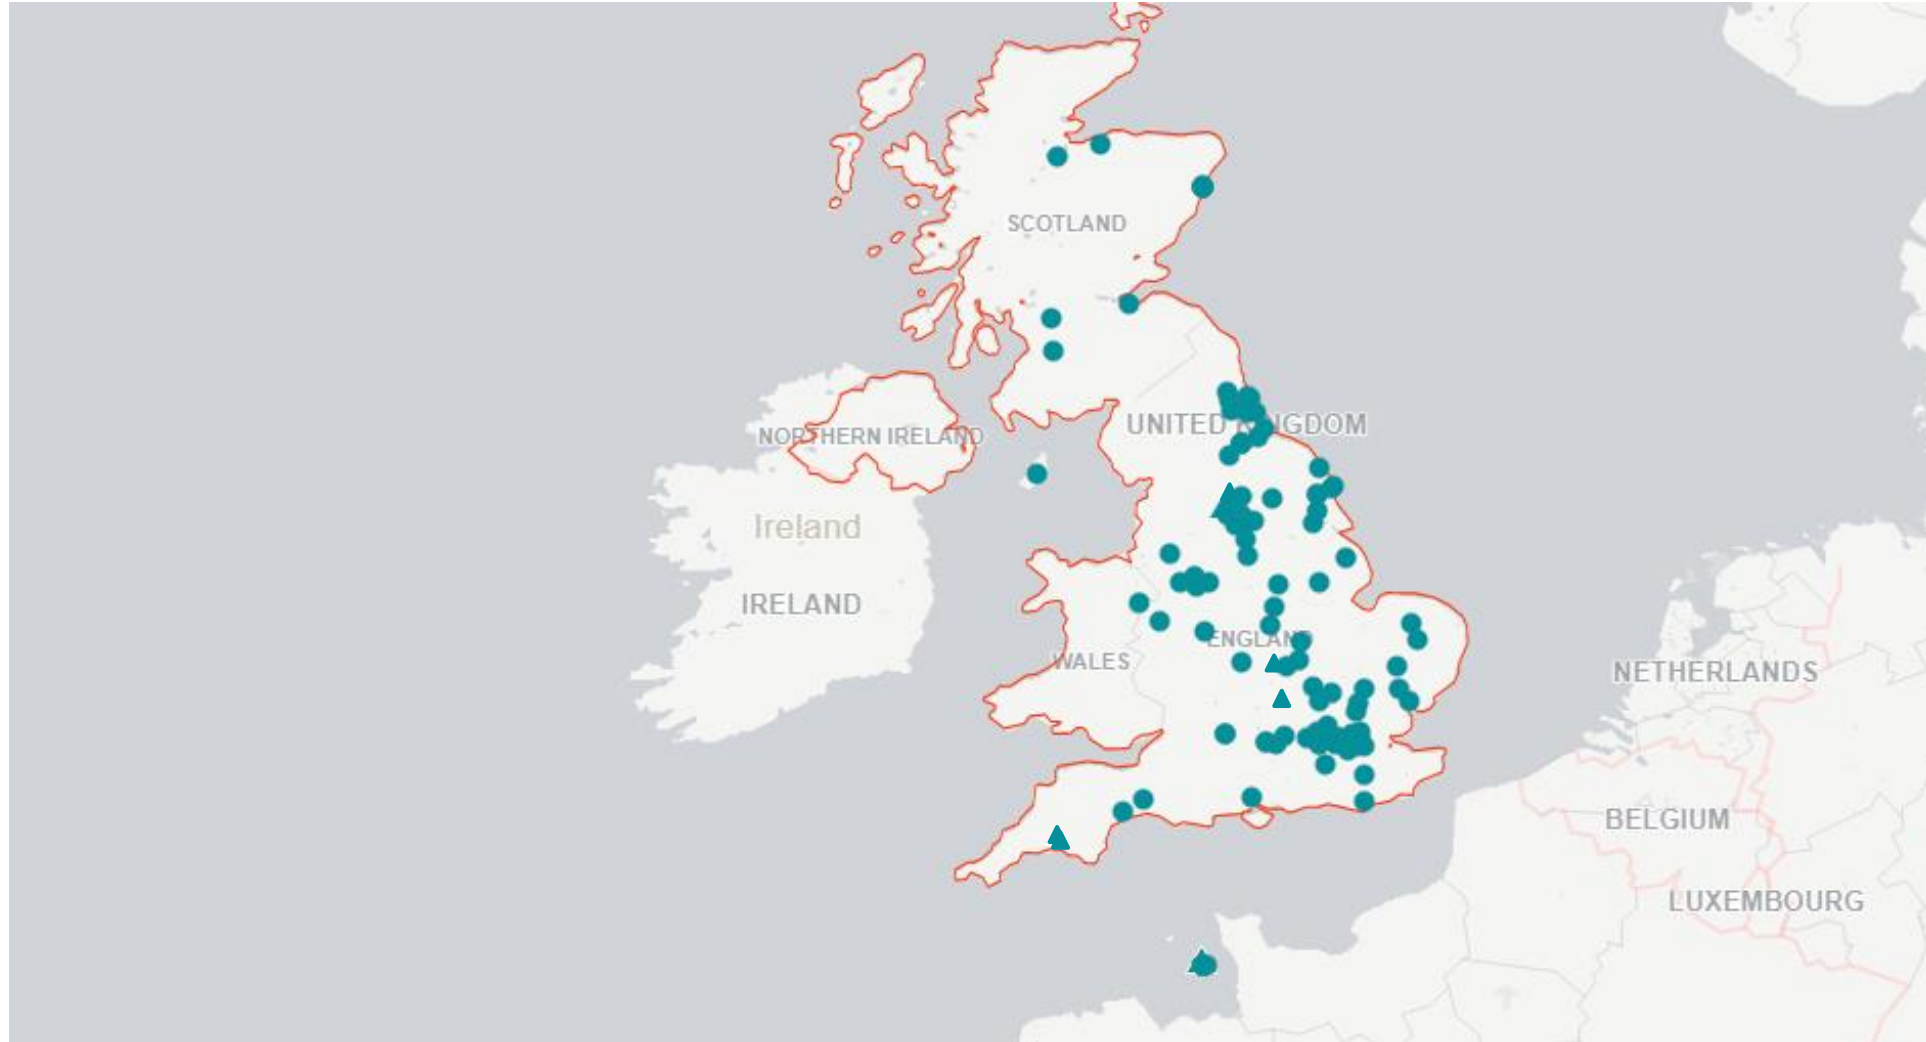 SCOTLAND
UNITED KINGDOM
NORTHERN IRELAND
Ireland
IRELAND
ENGLAND
WALES
NETHERLANDS
BELGIUM
LUXEMBOURG